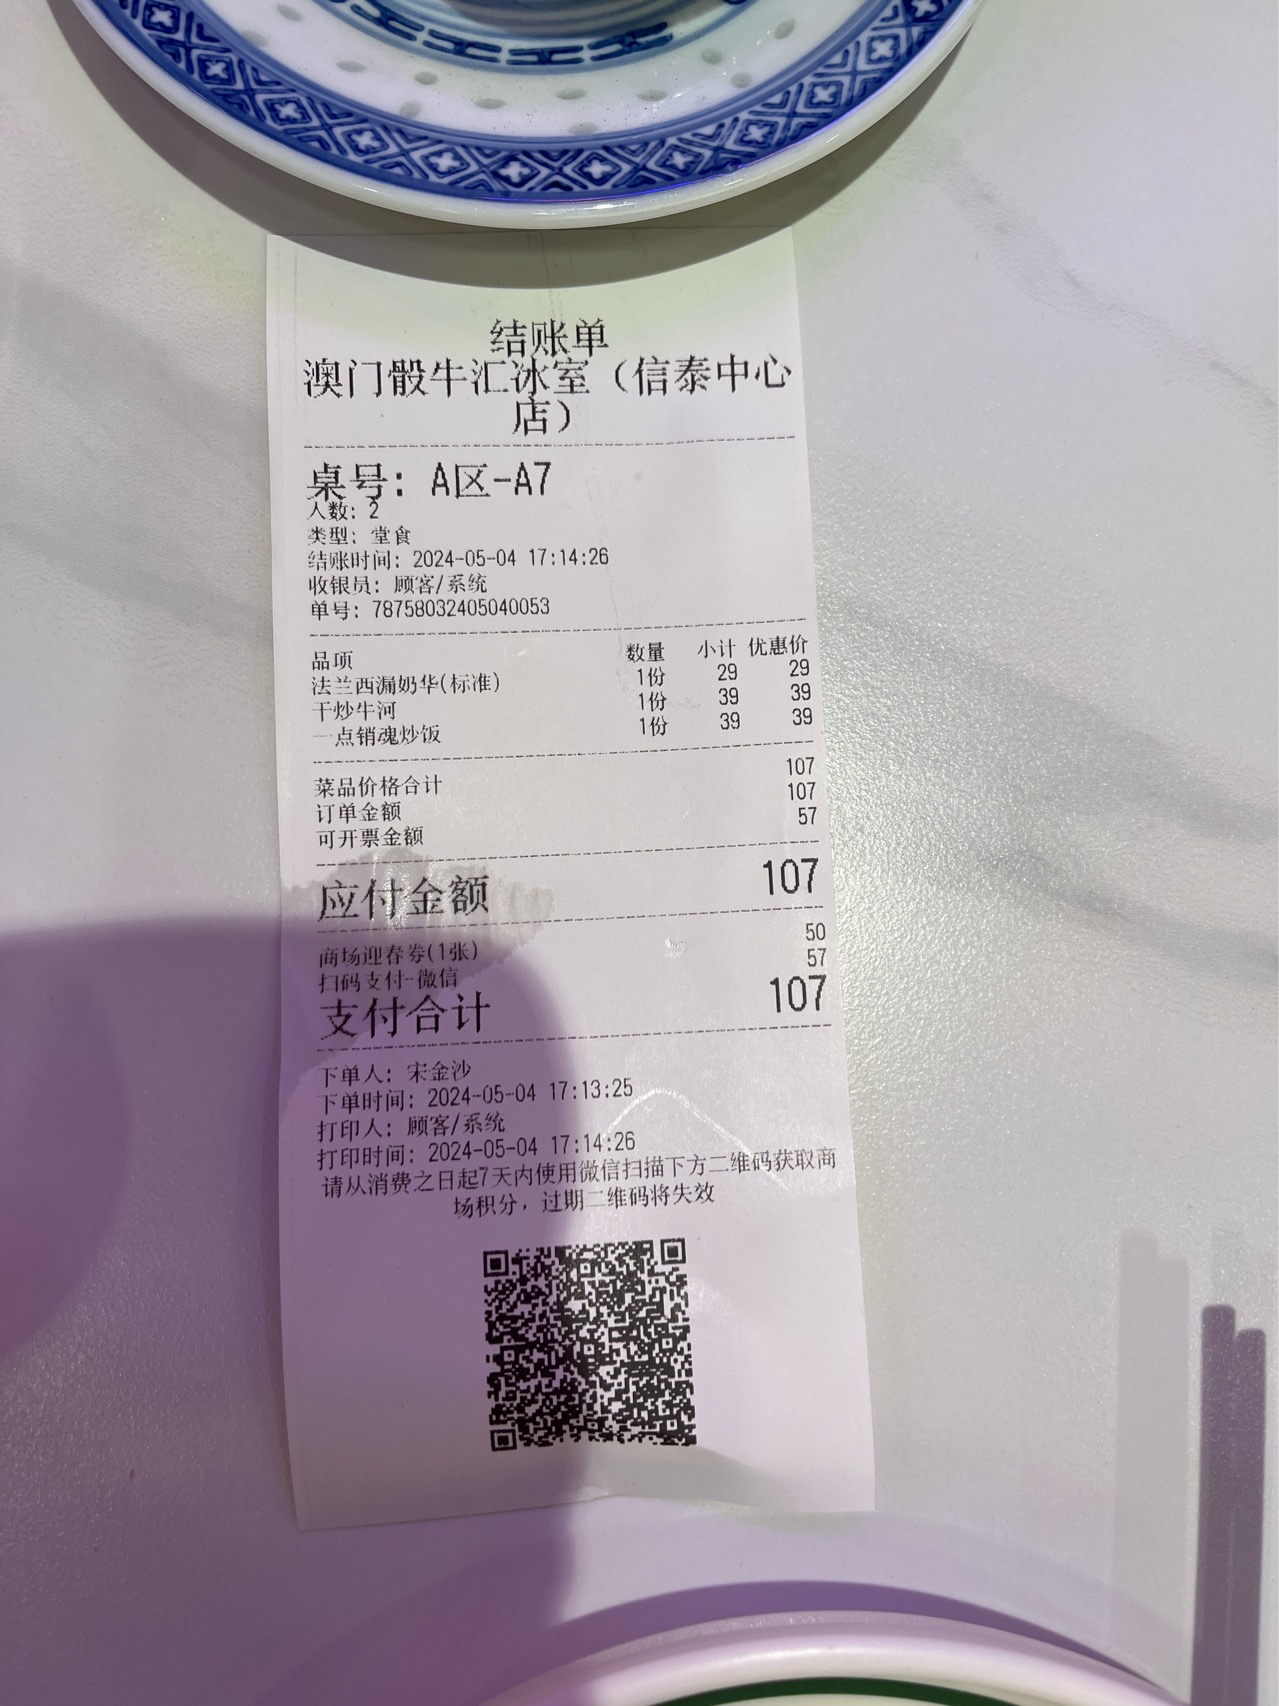 结账单
澳门骰牛汇冰室（信泰中心
店）
桌号：A区-A7
人数：2
类型：堂食
结账时间：2024-05-04 17:14:26
收银员：顾客/系统
单号：78758032405040053
品项 数量 小计 优惠价
法兰西漏奶华(标准) 1份 29 29
干炒牛河 1份 39 39
一点销魂炒饭 1份 39 39
菜品价格合计 107
订单金额 107
可开票金额 57
应付金额 107
商场迎春券(1张) 50
扫码支付-微信 57
支付合计 107
下单人：宋金沙
下单时间：2024-05-04 17:13:25
打印人：顾客/系统
打印时间：2024-05-04 17:14:26
请从消费之日起7天内使用微信扫描下方二维码获取商
场积分，过期二维码将失效